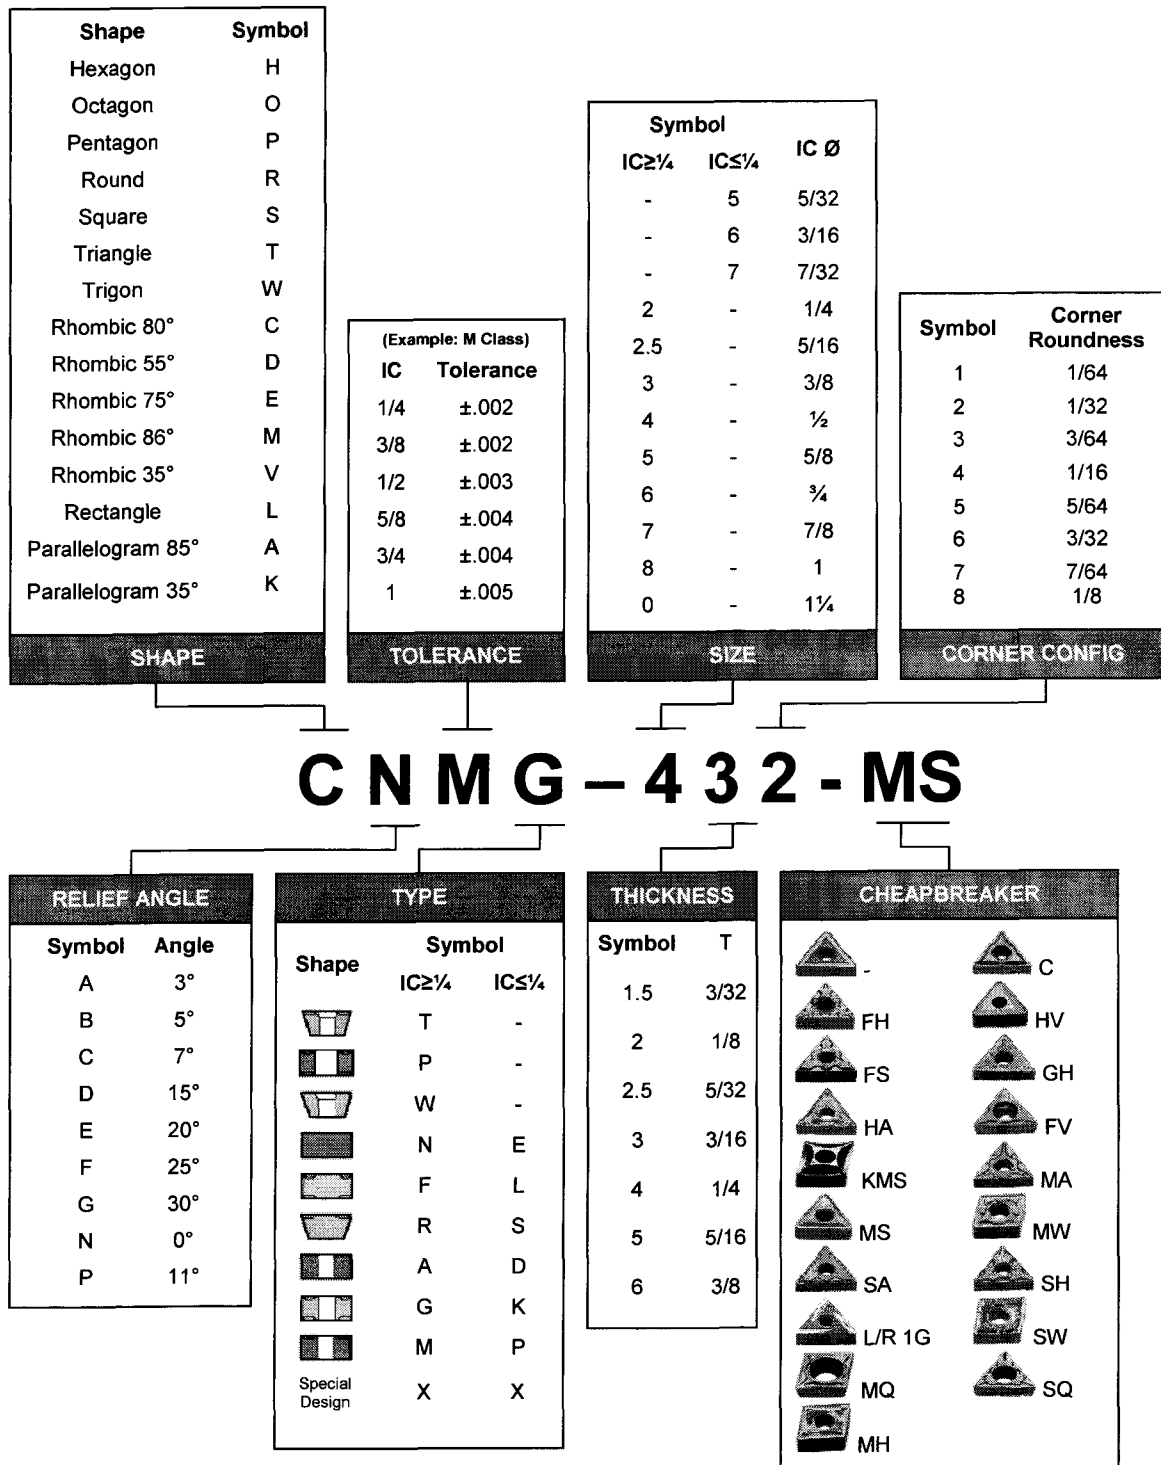 Shape Symbol
Hexagon H
Octagon O
Pentagon P
Round R
Square S
Triangle T
Trigon W
Rhombic 80° C
Rhombic 55° D
Rhombic 75° E
Rhombic 86° M
Rhombic 35° V
Rectangle L
Parallelogram 85° A
Parallelogram 35° K
SHAPE
(Example: M Class)
IC Tolerance
1/4 ±.002
3/8 ±.002
1/2 ±.003
5/8 ±.004
3/4 ±.004
1 ±.005
TOLERANCE
Symbol
IC≥¼ IC≤¼ IC Ø
- 5 5/32
- 6 3/16
- 7 7/32
2 - 1/4
2.5 - 5/16
3 - 3/8
4 - ½
5 - 5/8
6 - ¾
7 - 7/8
8 - 1
0 - 1¼
SIZE
Symbol Corner Roundness
1 1/64
2 1/32
3 3/64
4 1/16
5 5/64
6 3/32
7 7/64
8 1/8
CORNER CONFIG
C N M G – 4 3 2 - MS
RELIEF ANGLE
Symbol Angle
A 3°
B 5°
C 7°
D 15°
E 20°
F 25°
G 30°
N 0°
P 11°
TYPE
Shape Symbol
IC≥¼ IC≤¼
T -
P -
W -
N E
F L
R S
A D
G K
M P
Special Design X X
THICKNESS
Symbol T
1.5 3/32
2 1/8
2.5 5/32
3 3/16
4 1/4
5 5/16
6 3/8
CHEAPBREAKER
- C
FH HV
FS GH
HA FV
KMS MA
MS MW
SA SH
L/R 1G SW
MQ SQ
MH